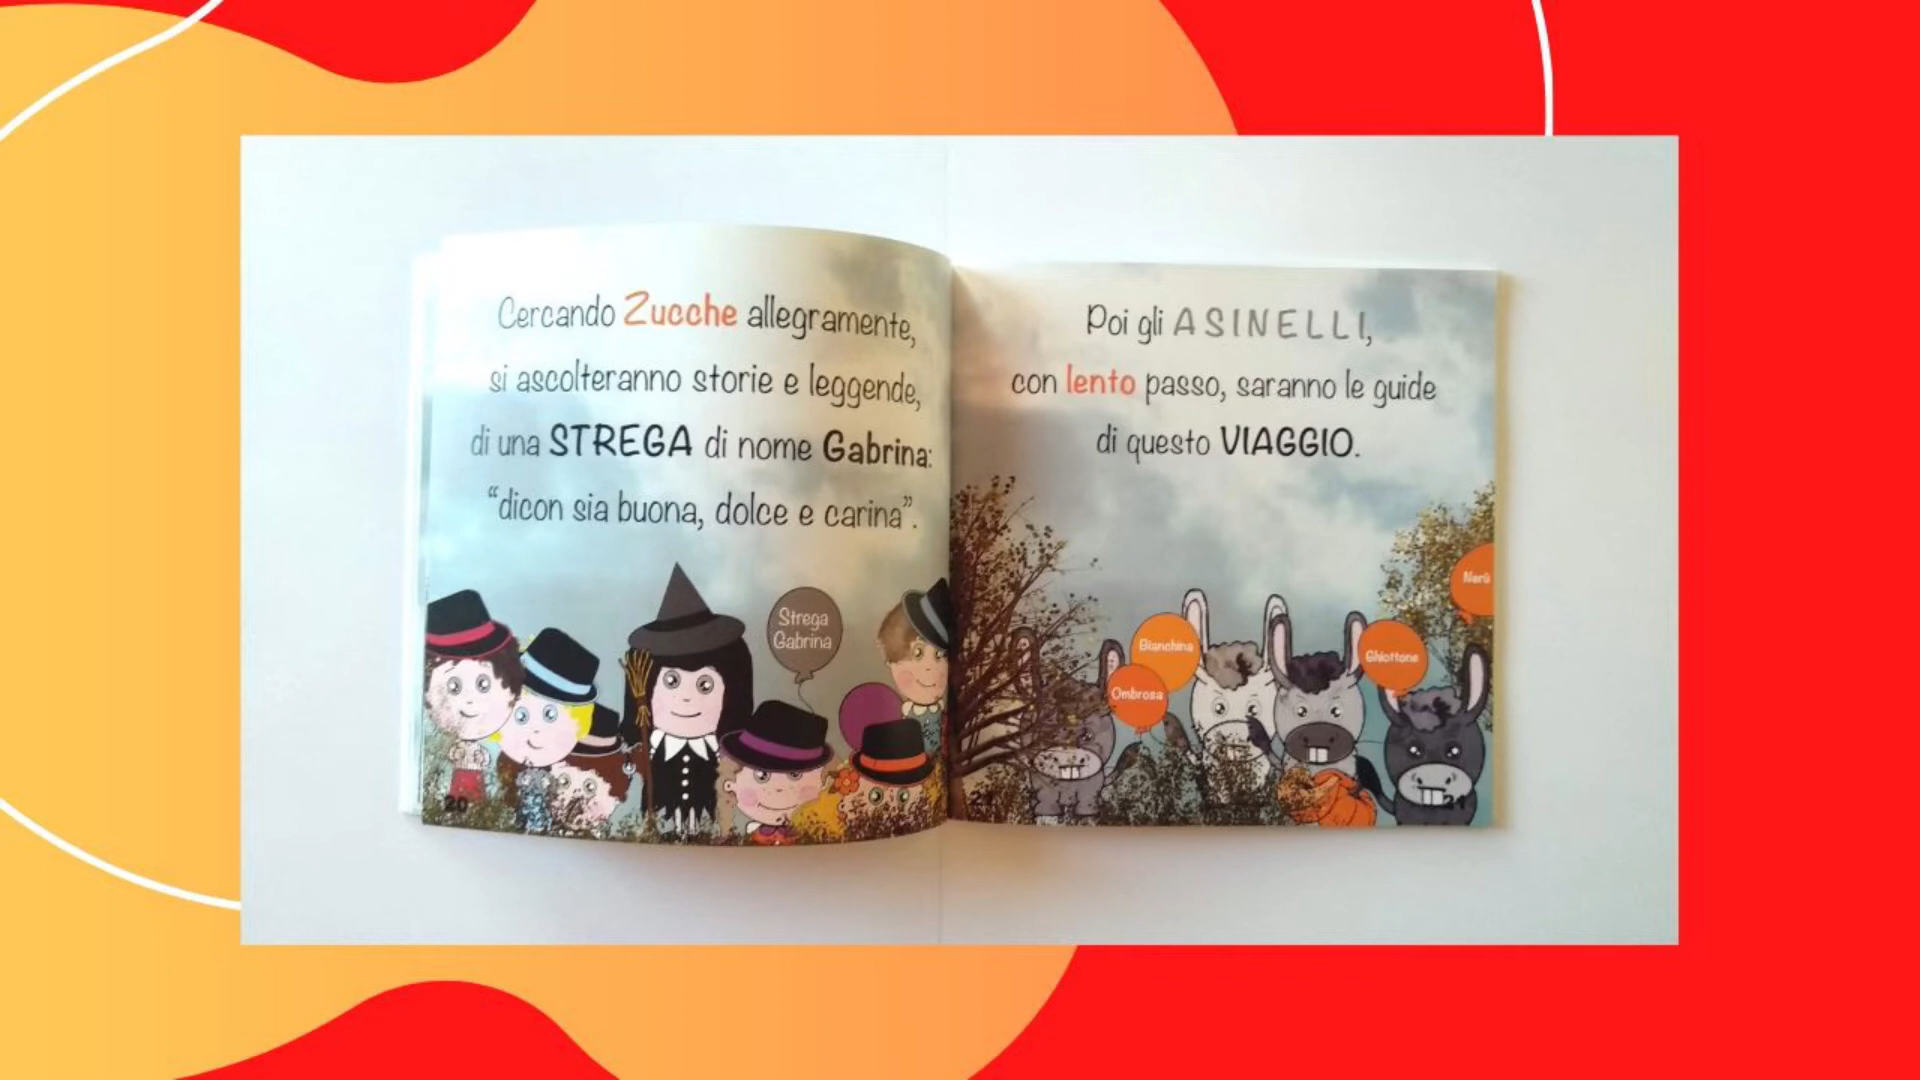 Cercando Zucche allegramente,
si ascolteranno storie e leggende,
di una STREGA di nome Gabrina:
“dicon sia buona, dolce e carina”.
Strega
Gabrina
20
Poi gli ASINELLI,
con lento passo, saranno le guide
di questo VIAGGIO.
Nerù
Bianchina
Ghiottone
Ombrosa
21
21